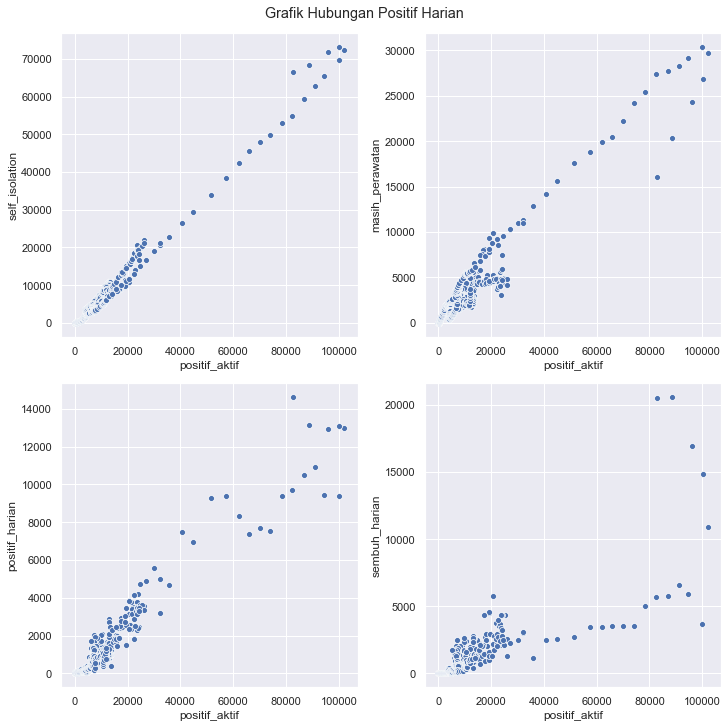 Grafik Hubungan Positif Harian
70000
60000
50000
40000
30000
20000
10000
0
self_isolation
0 20000 40000 60000 80000 100000
positif_aktif
30000
25000
20000
15000
10000
5000
0
masih_perawatan
0 20000 40000 60000 80000 100000
positif_aktif
14000
12000
10000
8000
6000
4000
2000
0
positif_harian
0 20000 40000 60000 80000 100000
positif_aktif
20000
15000
10000
5000
0
sembuh_harian
0 20000 40000 60000 80000 100000
positif_aktif